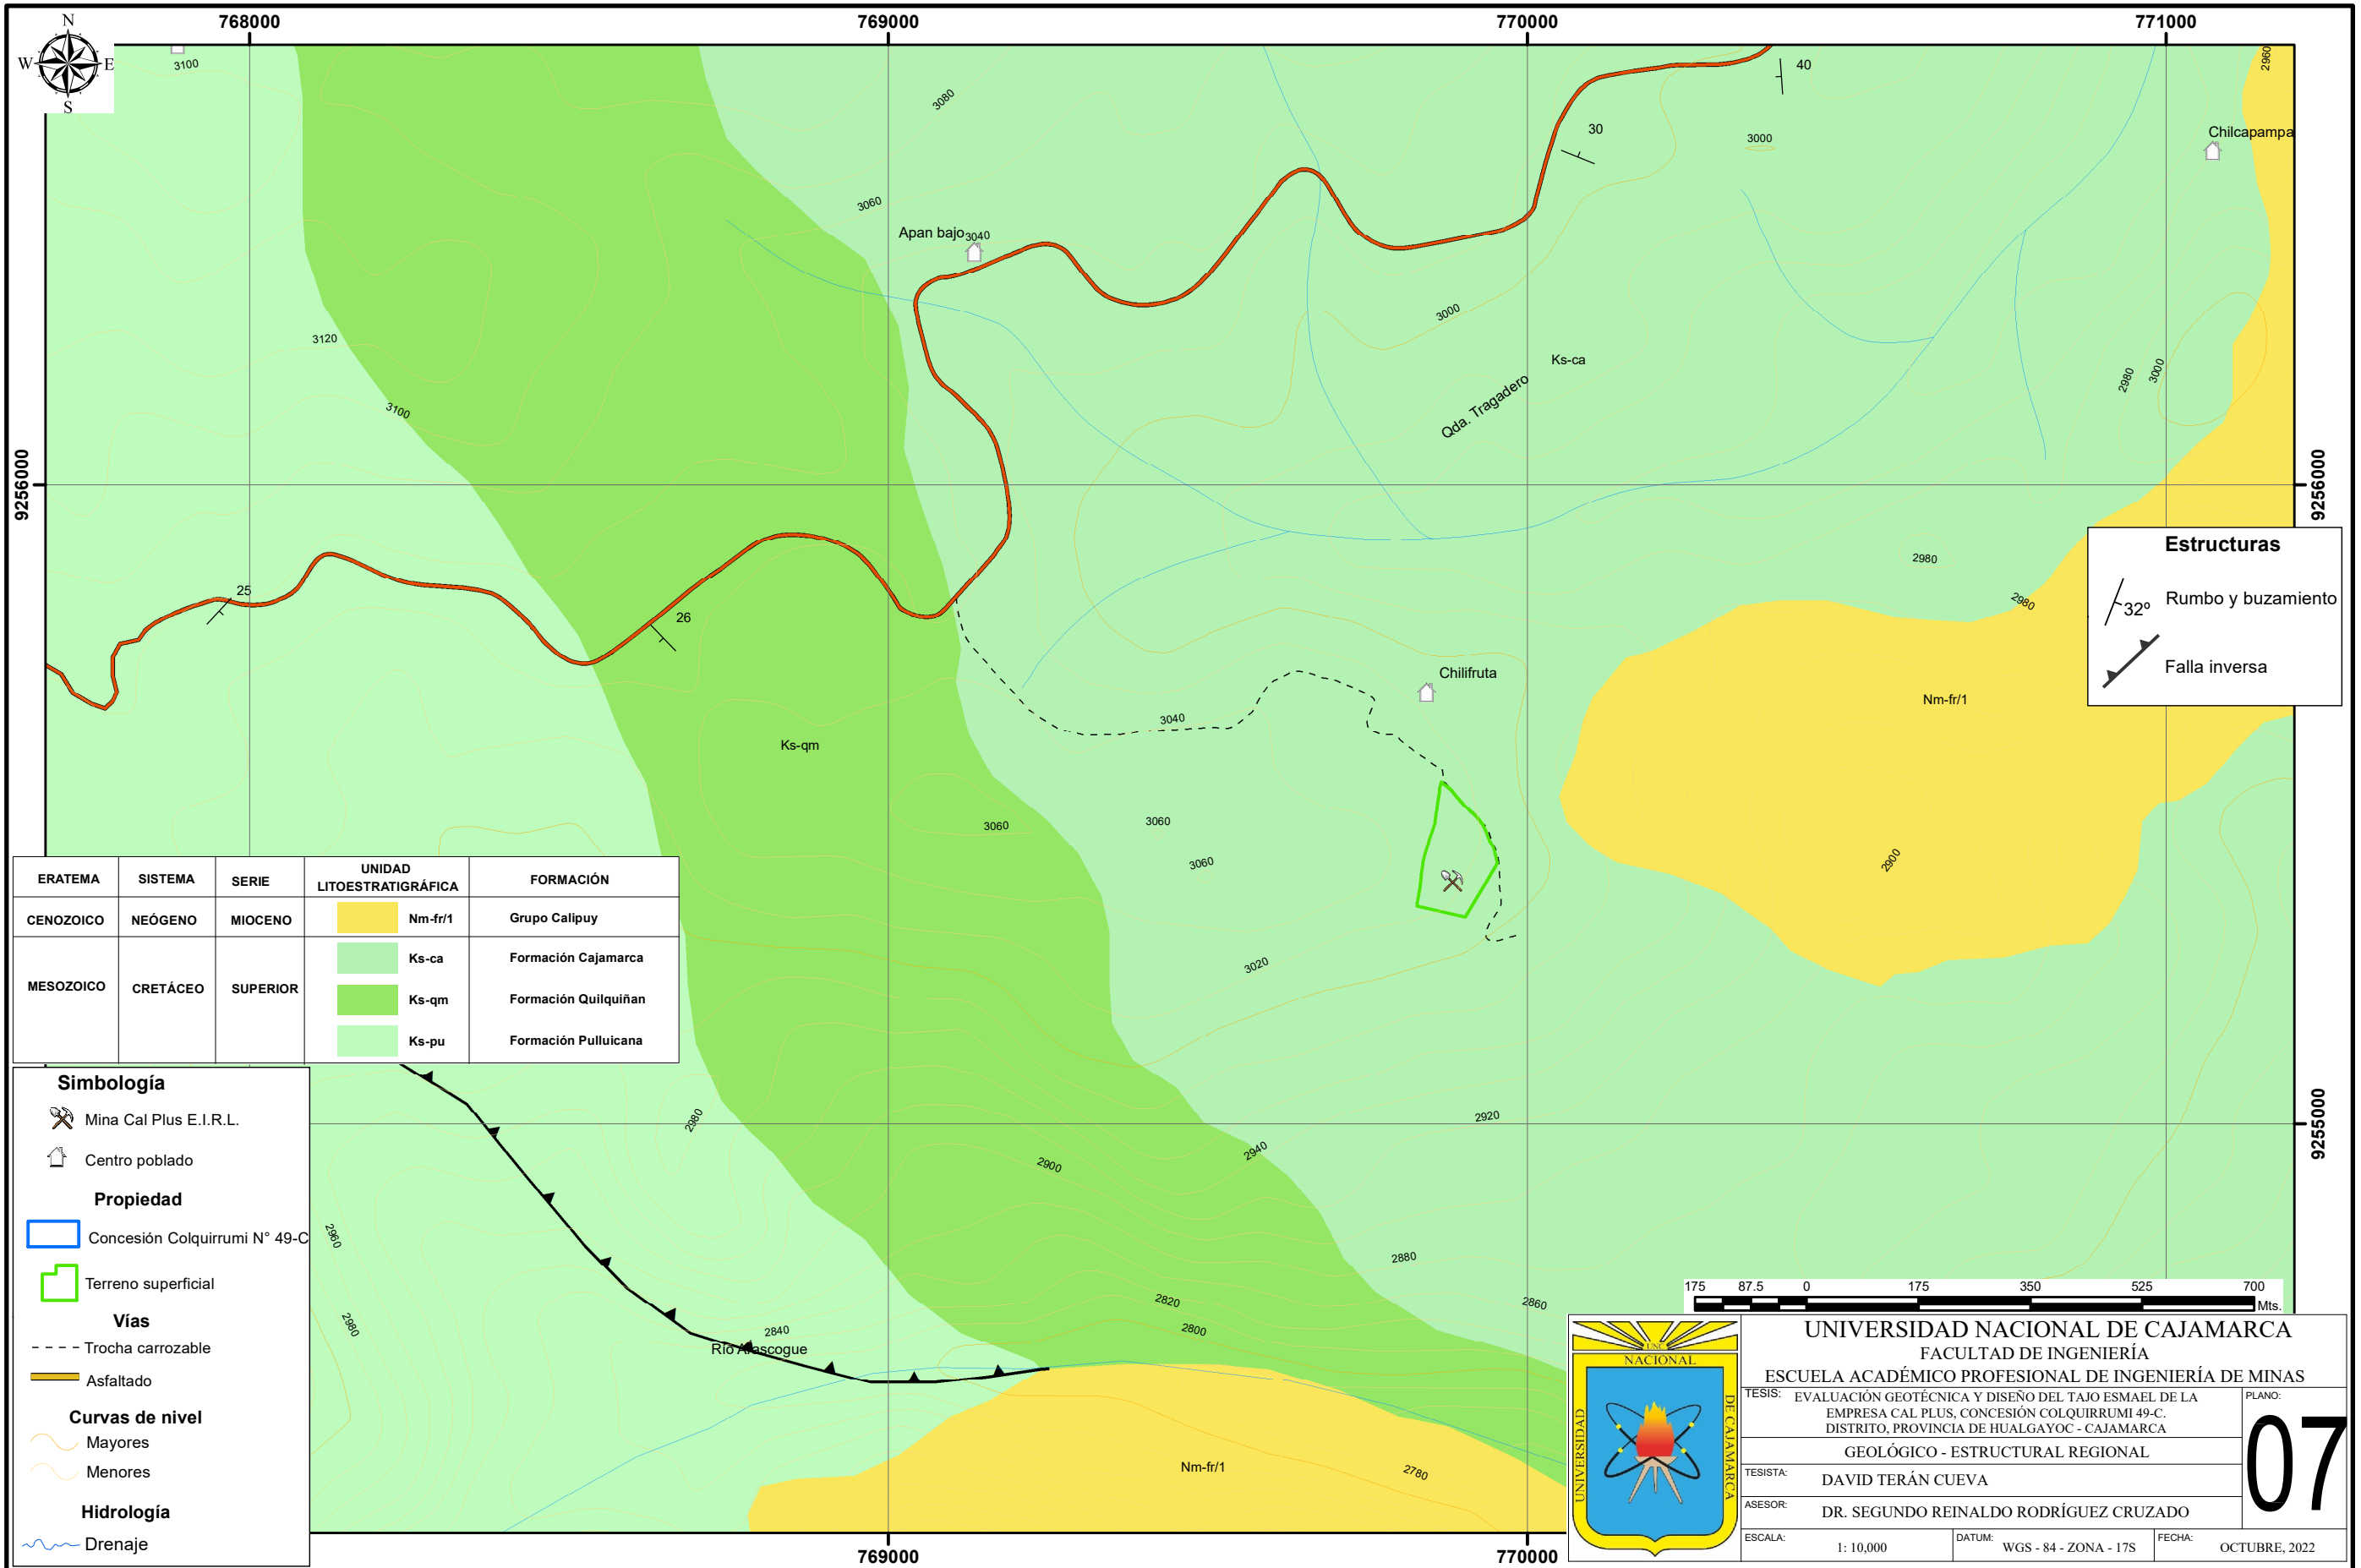 768000
769000
770000
771000
N
W
E
S
3100
3080
40
2960
30
3000
Chilcapampa
3060
Apan bajo
3040
3120
3000
Ks-ca
2980
3000
3100
Qda. Tragadero
9256000
9256000
2980
2980
25
26
Estructuras
32º
Rumbo y buzamiento
Falla inversa
Chilifruta
3040
Nm-fr/1
Ks-qm
3060
3060
3060
2900
3020
ERATEMA
SISTEMA
SERIE
UNIDAD
LITOESTRATIGRÁFICA
FORMACIÓN
CENOZOICO
NEÓGENO
MIOCENO
Nm-fr/1
Grupo Calipuy
MESOZOICO
CRETÁCEO
SUPERIOR
Ks-ca
Formación Cajamarca
Ks-qm
Formación Quilquiñan
Ks-pu
Formación Pulluicana
Simbología
Mina Cal Plus E.I.R.L.
Centro poblado
Propiedad
Concesión Colquirrumi N° 49-C
Terreno superficial
Vías
Trocha carrozable
Asfaltado
Curvas de nivel
Mayores
Menores
Hidrología
Drenaje
2980
2900
2940
2920
9255000
2960
2980
2880
2860
2820
2800
2840
Río Arascogue
Nm-fr/1
2780
769000
770000
175
87.5
0
175
350
525
700
Mts.
UNC
NACIONAL
UNIVERSIDAD
DE CAJAMARCA
UNIVERSIDAD NACIONAL DE CAJAMARCA
FACULTAD DE INGENIERÍA
ESCUELA ACADÉMICO PROFESIONAL DE INGENIERÍA DE MINAS
TESIS:
EVALUACIÓN GEOTÉCNICA Y DISEÑO DEL TAJO ESMAEL DE LA
EMPRESA CAL PLUS, CONCESIÓN COLQUIRRUMI 49-C.
DISTRITO, PROVINCIA DE HUALGAYOC - CAJAMARCA
PLANO:
07
GEOLÓGICO - ESTRUCTURAL REGIONAL
TESISTA:
DAVID TERÁN CUEVA
ASESOR:
DR. SEGUNDO REINALDO RODRÍGUEZ CRUZADO
ESCALA:
1: 10,000
DATUM:
WGS - 84 - ZONA - 17S
FECHA:
OCTUBRE, 2022